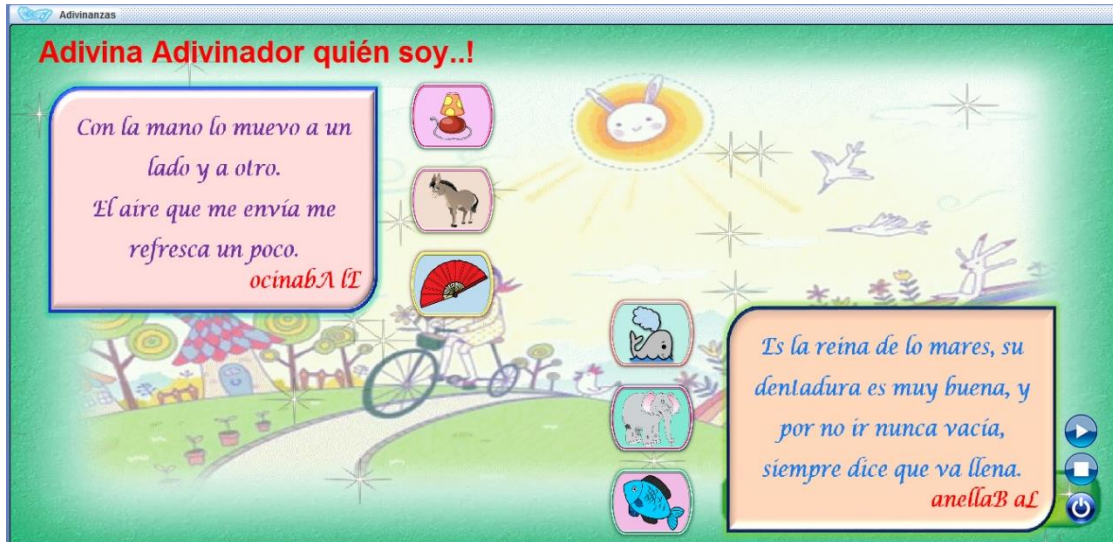 Adivinanzas
Adivina Adivinador quién soy..!
Con la mano lo muevo a un
lado y a otro.
El aire que me envía me
refresca un poco.
ocinabA lE
Es la reina de lo mares, su
dentadura es muy buena, y
por no ir nunca vacía,
siempre dice que va llena.
anellaB aL